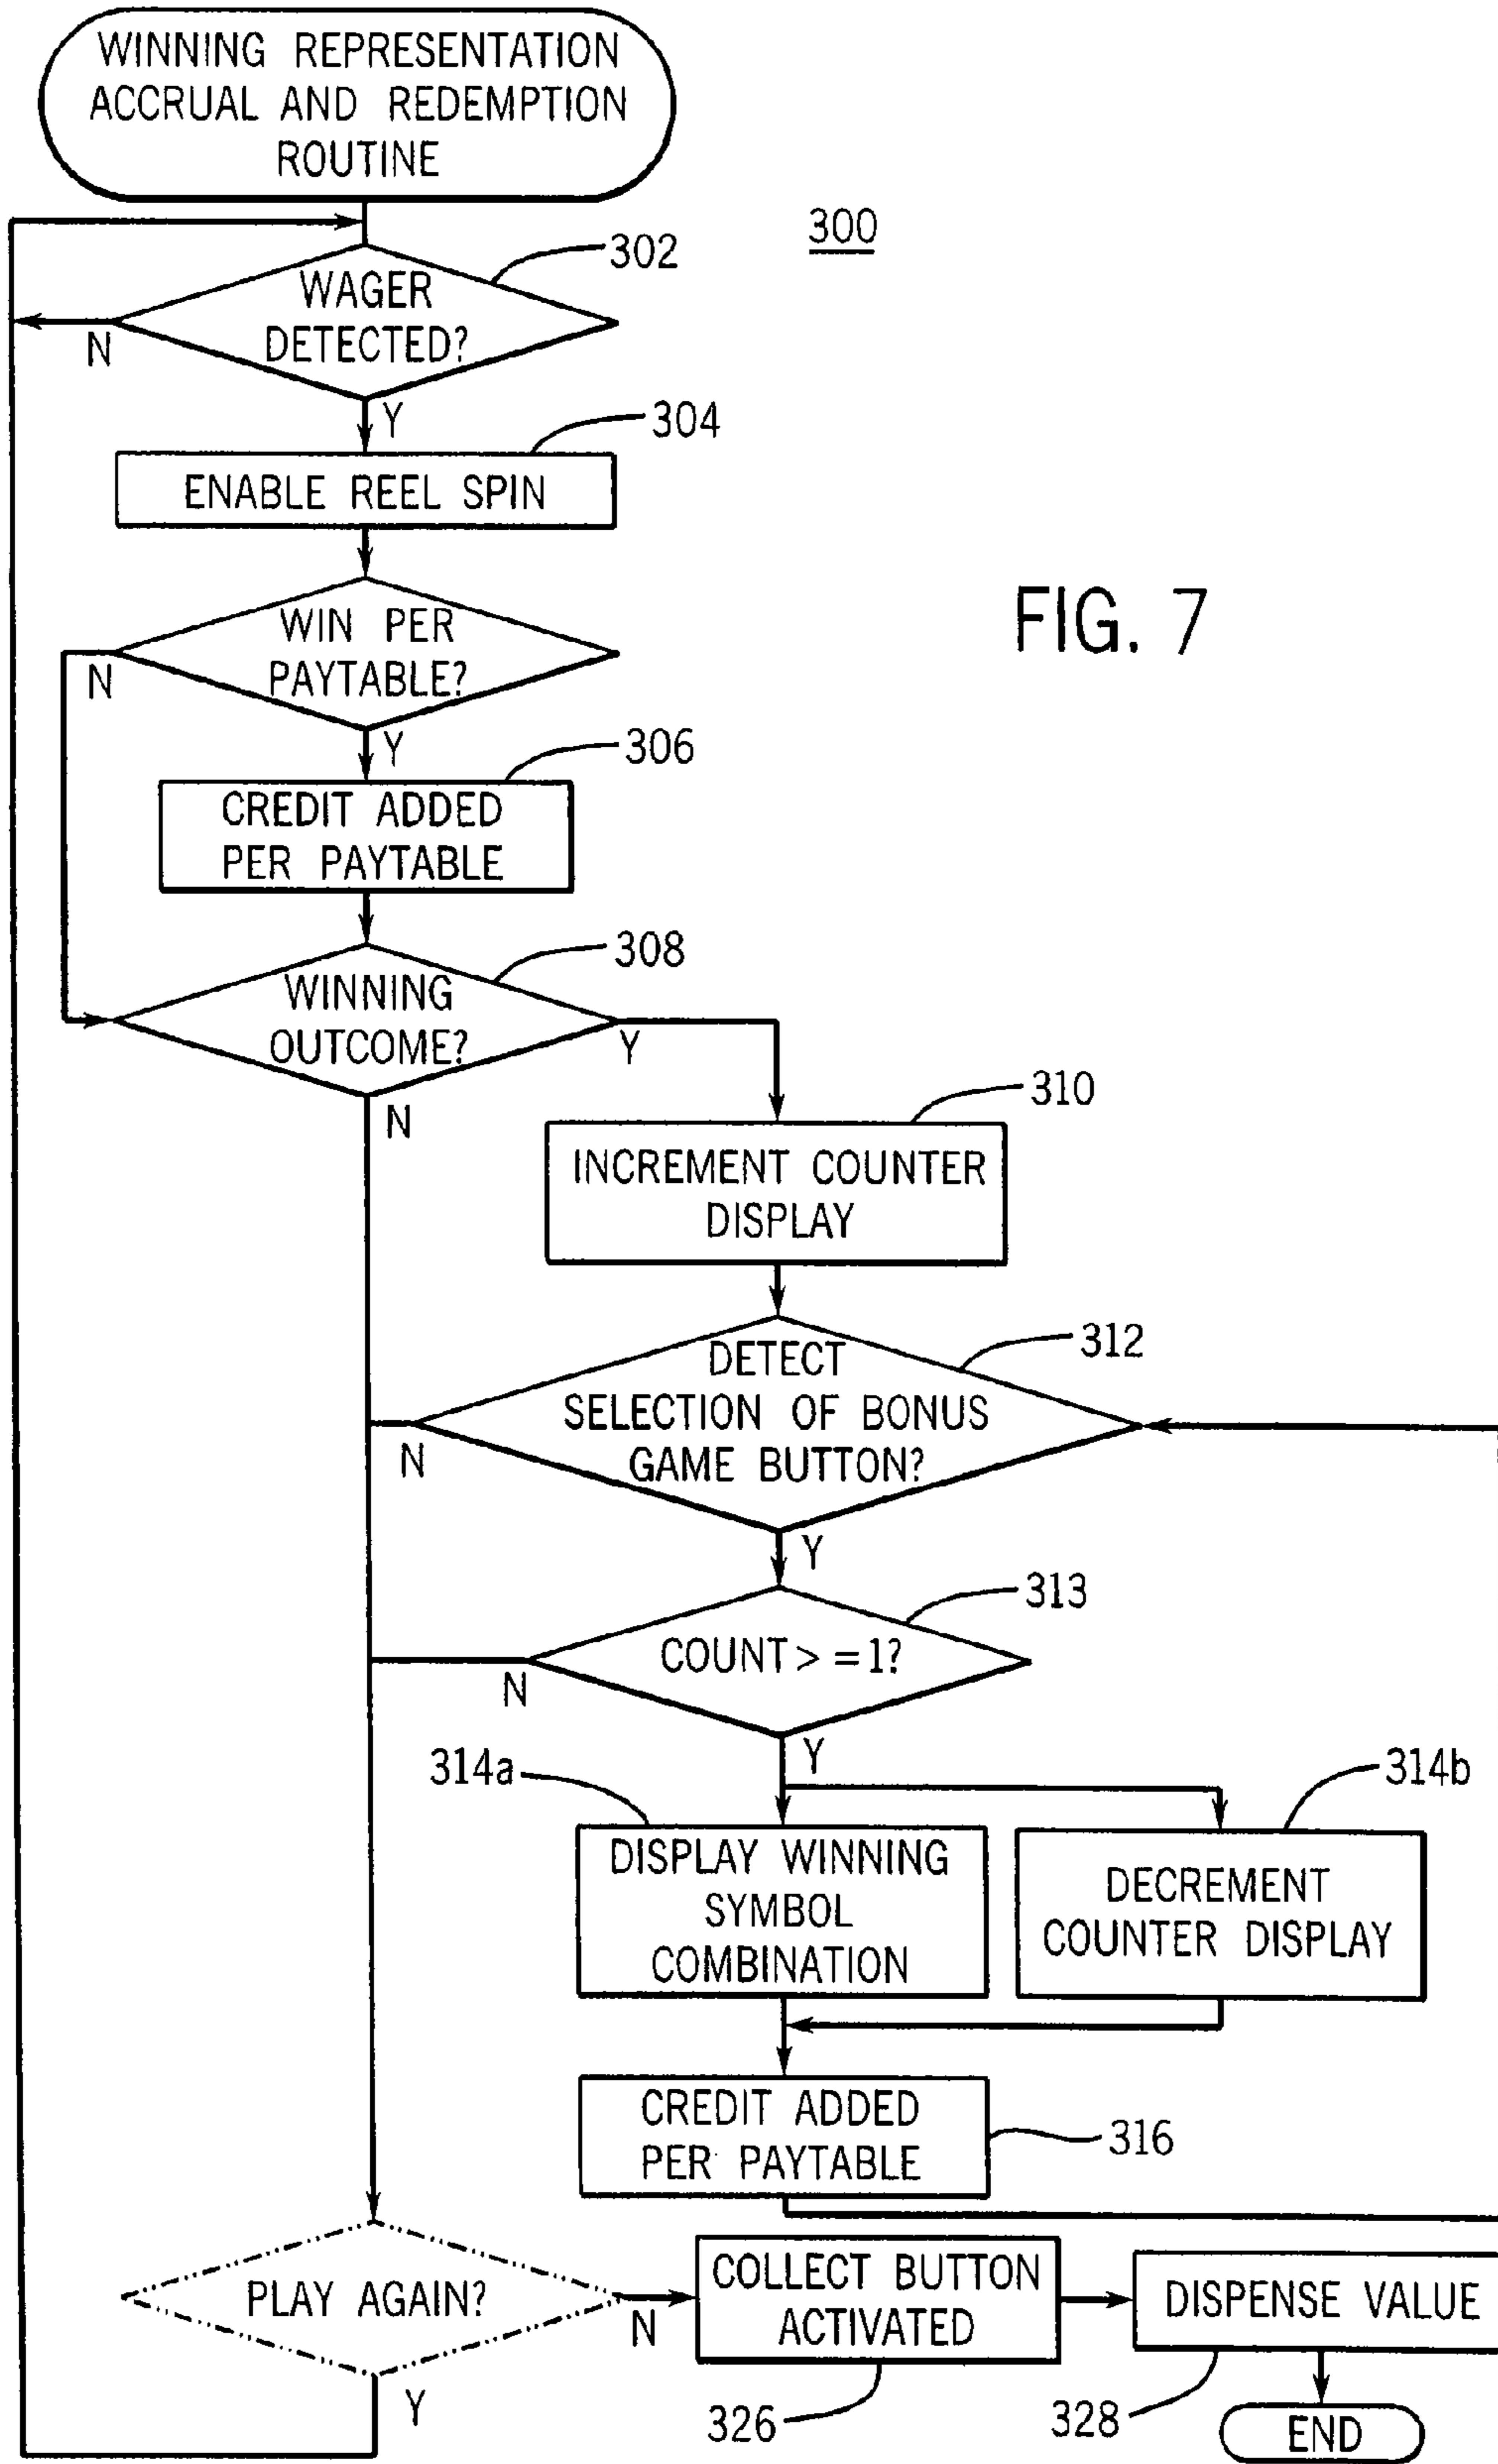 WINNING REPRESENTATION
ACCRUAL AND REDEMPTION
ROUTINE
300
302
WAGER
DETECTED?
N
Y
304
ENABLE REEL SPIN
FIG. 7
WIN PER
PAYTABLE?
N
Y
306
CREDIT ADDED
PER PAYTABLE
308
WINNING
OUTCOME?
Y
N
310
INCREMENT COUNTER
DISPLAY
312
DETECT
SELECTION OF BONUS
GAME BUTTON?
N
Y
313
COUNT > = 1?
N
Y
314a
314b
DISPLAY WINNING
SYMBOL
COMBINATION
DECREMENT
COUNTER DISPLAY
CREDIT ADDED
PER PAYTABLE
316
PLAY AGAIN?
N
Y
COLLECT BUTTON
ACTIVATED
DISPENSE VALUE
326
328
END